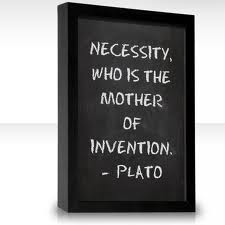 NECESSITY,
WHO IS THE
MOTHER
OF
INVENTION.
- PLATO